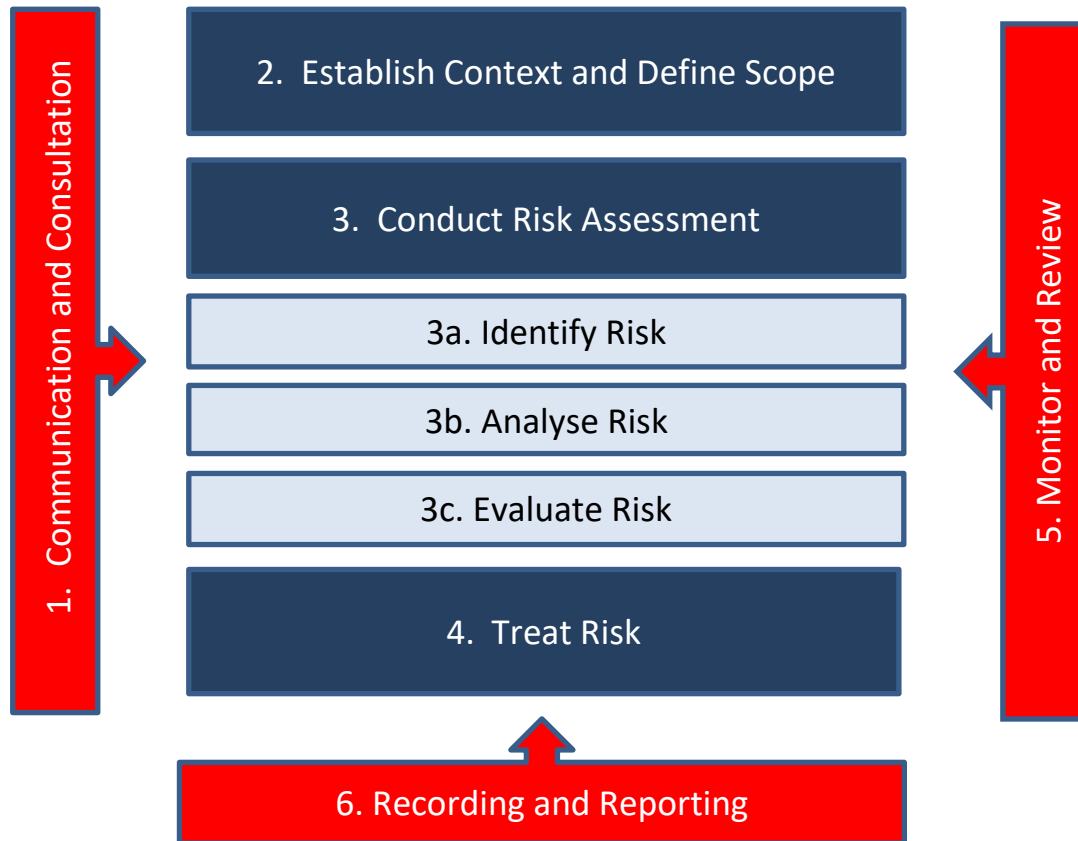 1. Communication and Consultation
2. Establish Context and Define Scope
3. Conduct Risk Assessment
3a. Identify Risk
3b. Analyse Risk
3c. Evaluate Risk
4. Treat Risk
5. Monitor and Review
6. Recording and Reporting